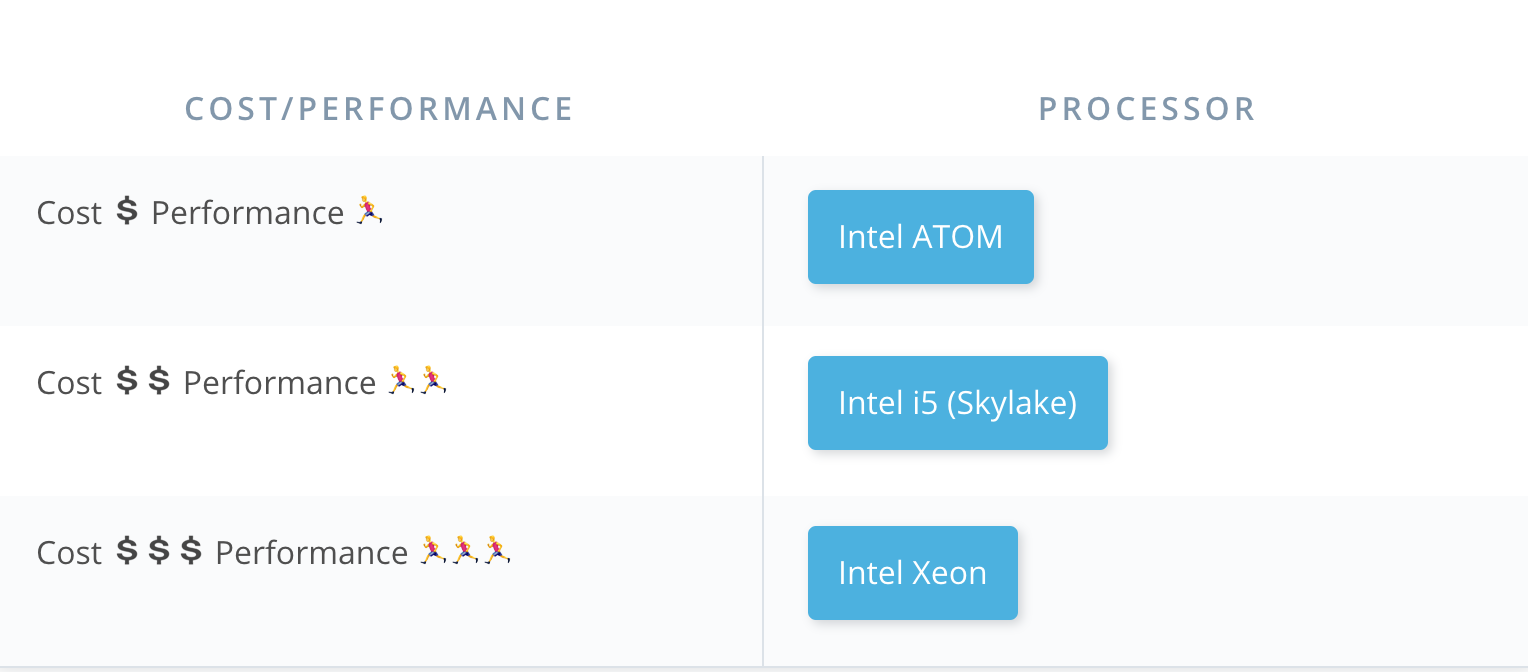 COST/PERFORMANCE PROCESSOR
Cost $ Performance 🏃 Intel ATOM
Cost $ $ Performance 🏃🏃 Intel i5 (Skylake)
Cost $ $ $ Performance 🏃🏃🏃 Intel Xeon